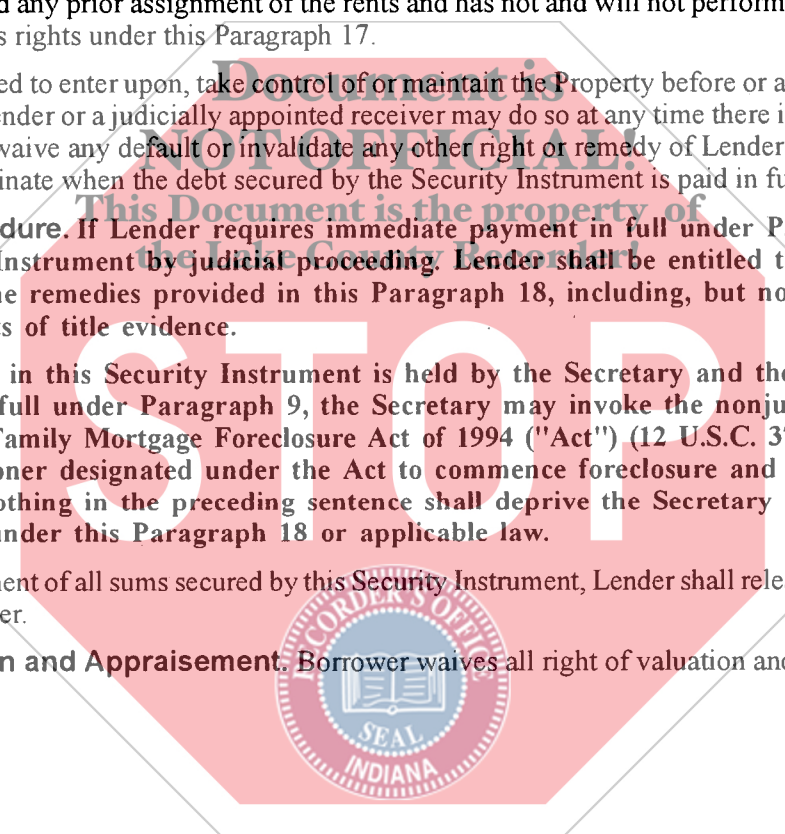 d any prior assignment of the rents and has not and will not perform
s rights under this Paragraph 17.
ed to enter upon, take control of or maintain the Property before or a
nder or a judicially appointed receiver may do so at any time there i
waive any default or invalidate any other right or remedy of Lender
inate when the debt secured by the Security Instrument is paid in fu
dure. If Lender requires immediate payment in full under P
Instrument by judicial proceeding. Lender shall be entitled t
ne remedies provided in this Paragraph 18, including, but no
ts of title evidence.
in this Security Instrument is held by the Secretary and the
full under Paragraph 9, the Secretary may invoke the nonju
Family Mortgage Foreclosure Act of 1994 ("Act") (12 U.S.C. 37
oner designated under the Act to commence foreclosure and
othing in the preceding sentence shall deprive the Secretary
under this Paragraph 18 or applicable law.
nent of all sums secured by this Security Instrument, Lender shall rele
er.
n and Appraisement. Borrower waives all right of valuation and
Document is
NOT OFFICIAL!
This Document is the property of
the Lake County Recorder!
STOP
RECORDER'S OFFICE
SEAL
INDIANA